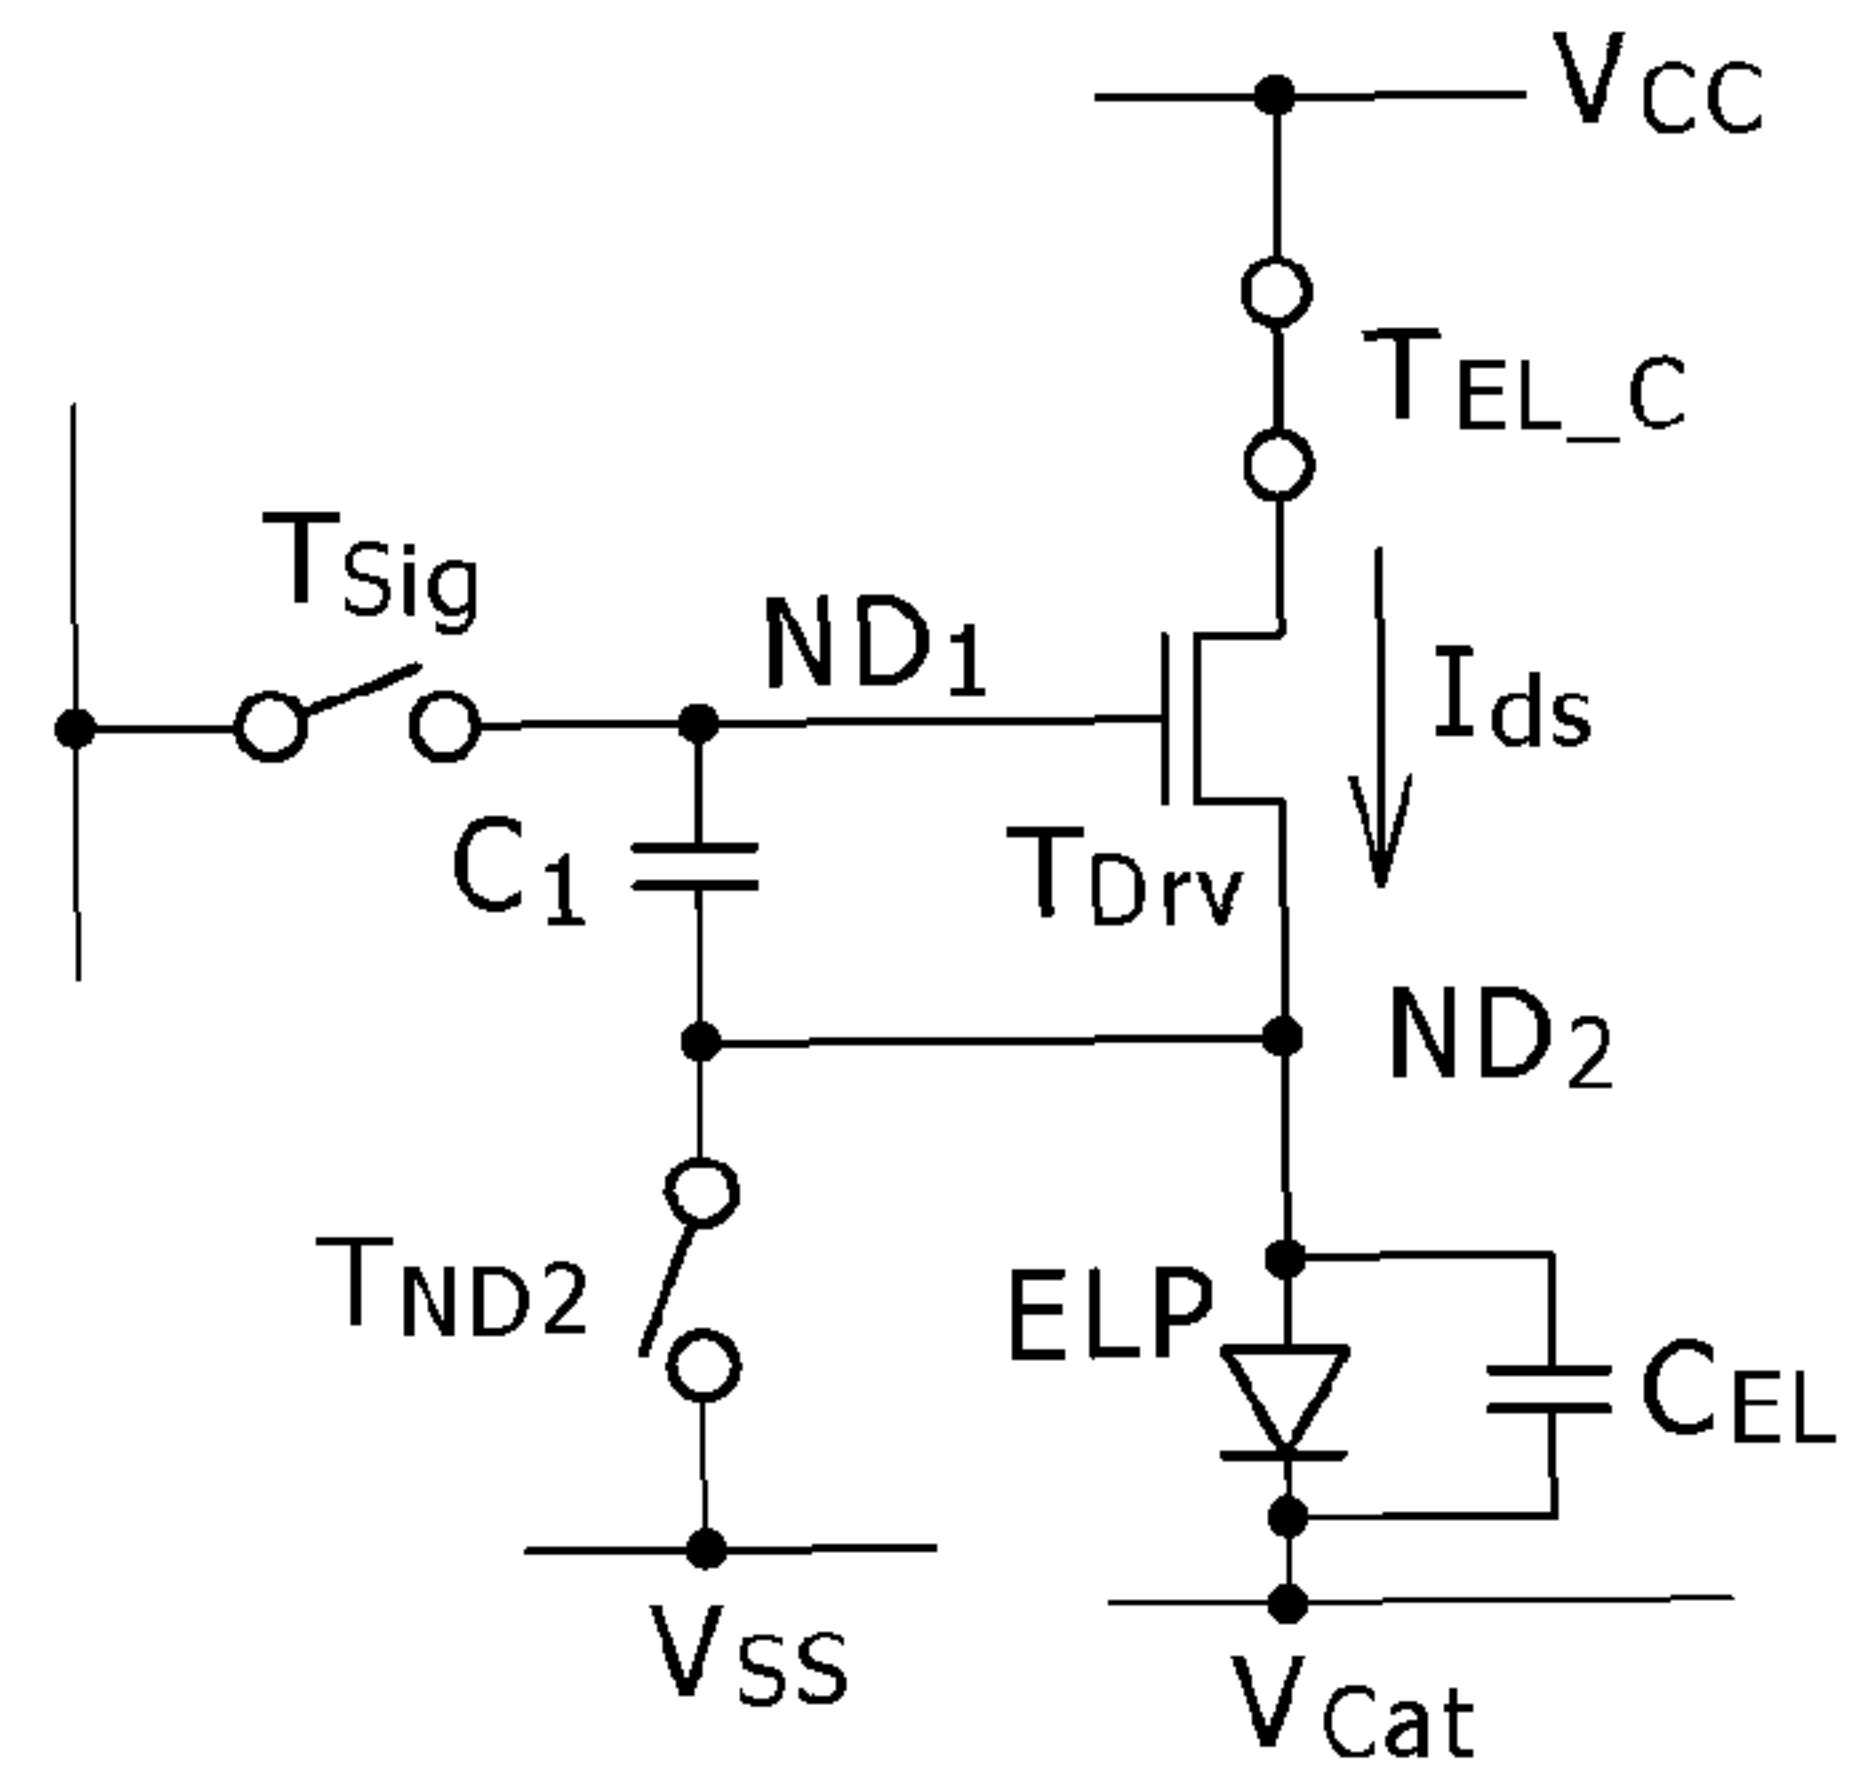 VCC
TEL_C
TSig
ND1
Ids
C1
TDrv
ND2
TND2
ELP
CEL
VSS
VCat